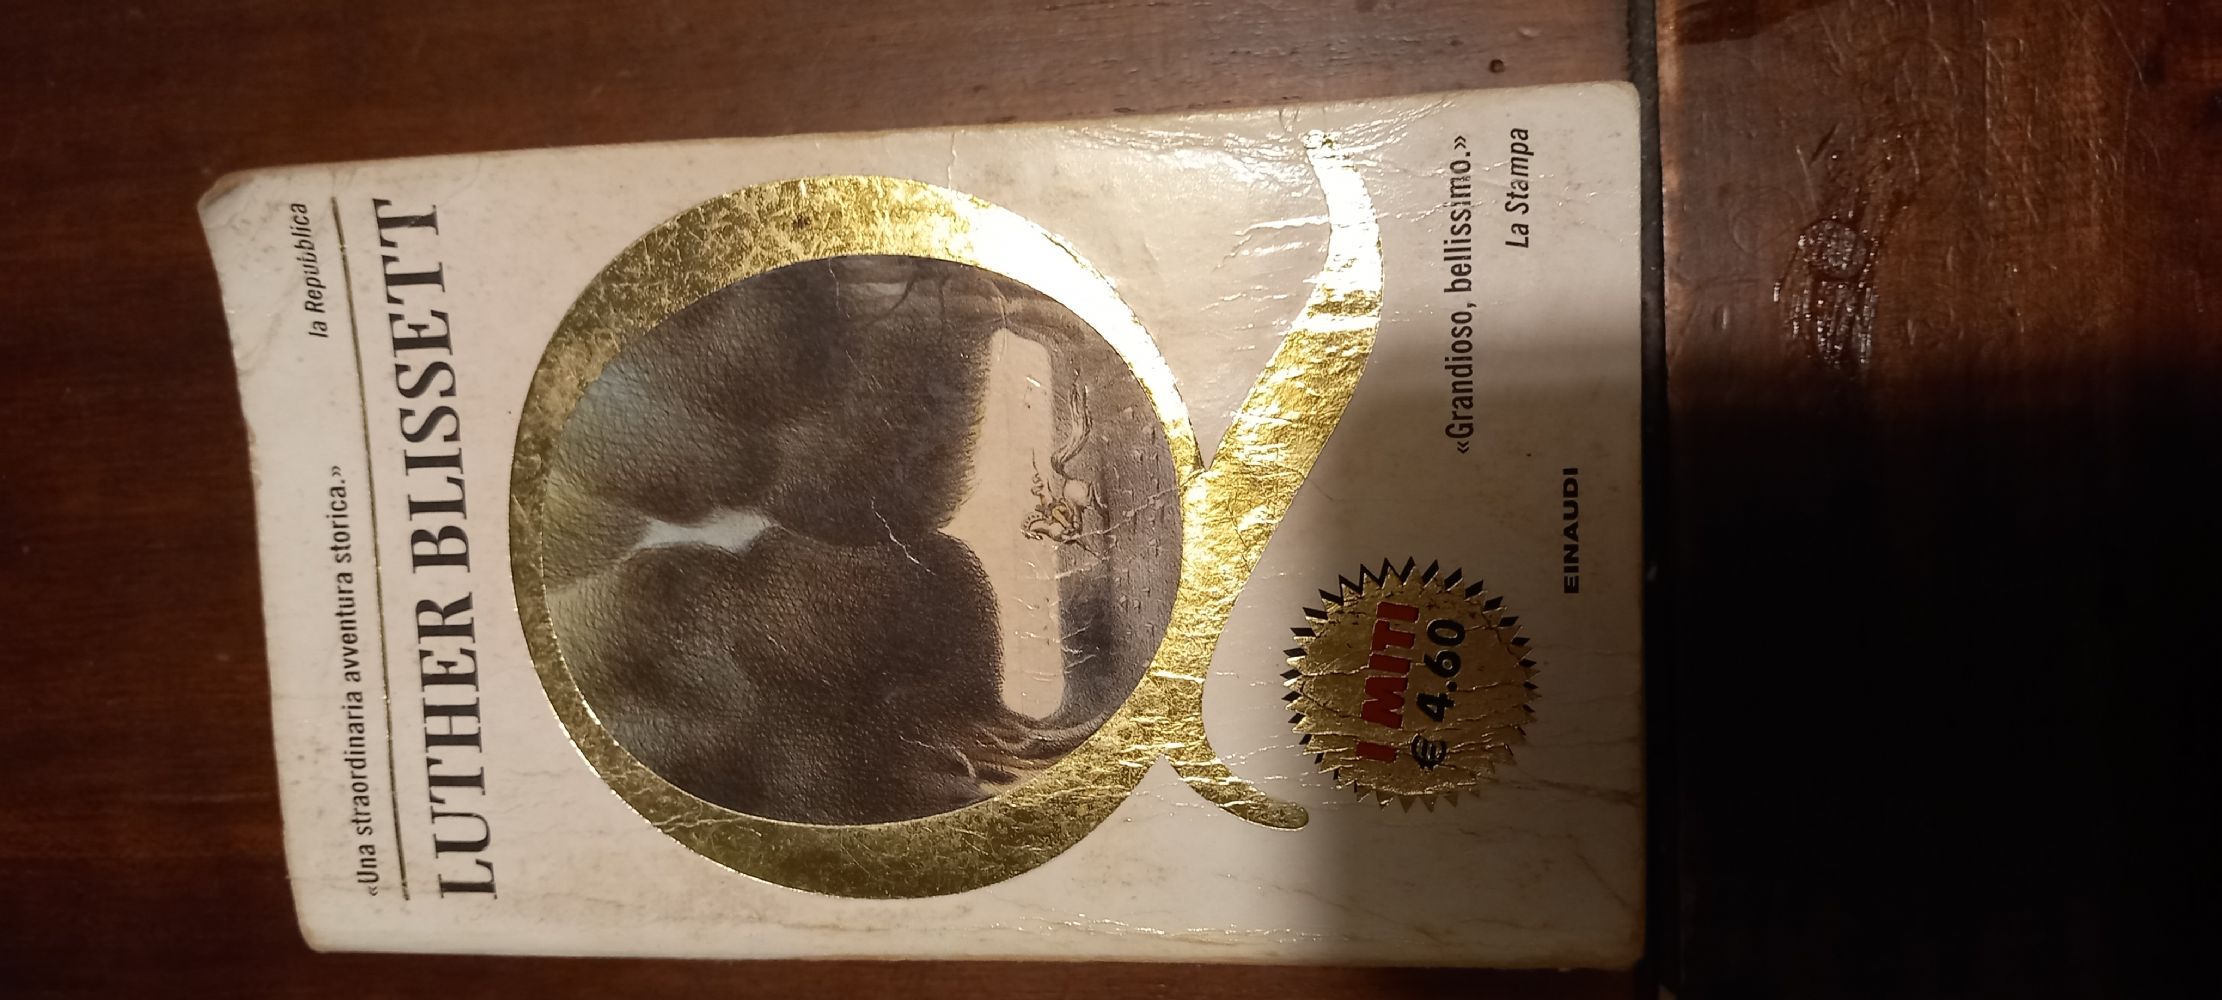 «Una straordinaria avventura storica.»
la Repubblica
LUTHER BLISSETT
Q
«Grandioso, bellissimo.»
La Stampa
I MITI
€ 4.60
EINAUDI